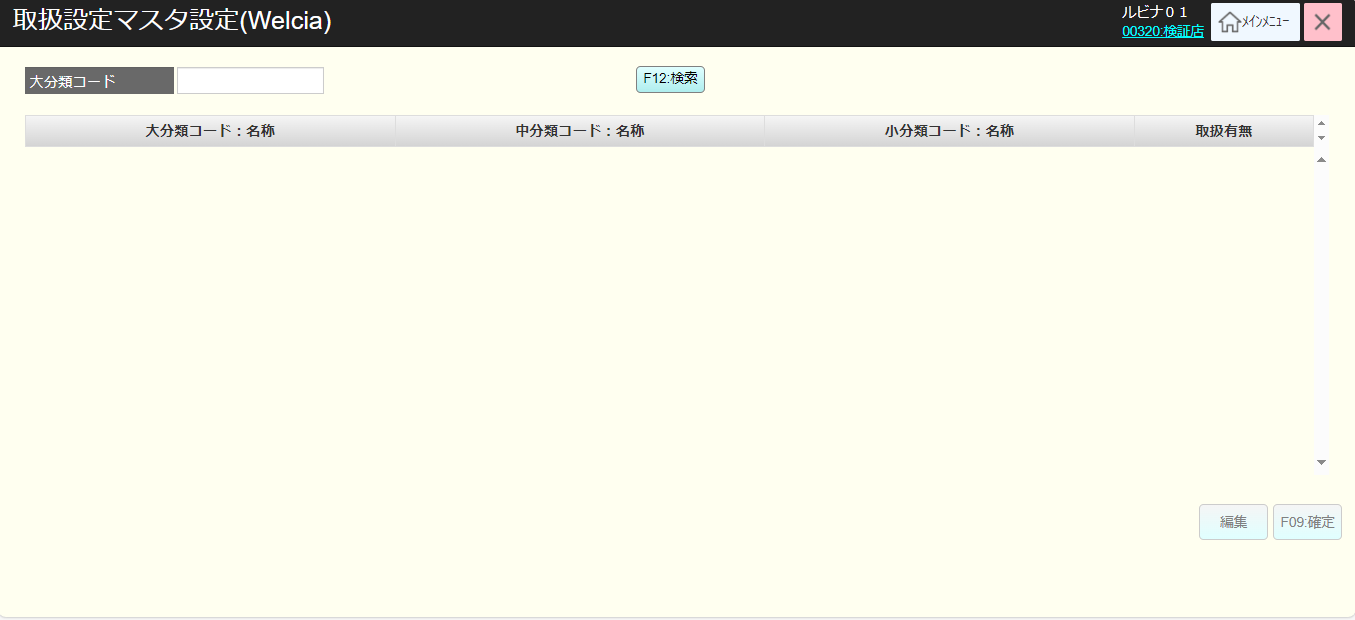 取扱設定マスタ設定(Welcia)
ルビナ０１
00320:検証店
ﾒｲﾝﾒﾆｭｰ
大分類コード
F12:検索
大分類コード：名称 中分類コード：名称 小分類コード：名称 取扱有無
編集 F09:確定